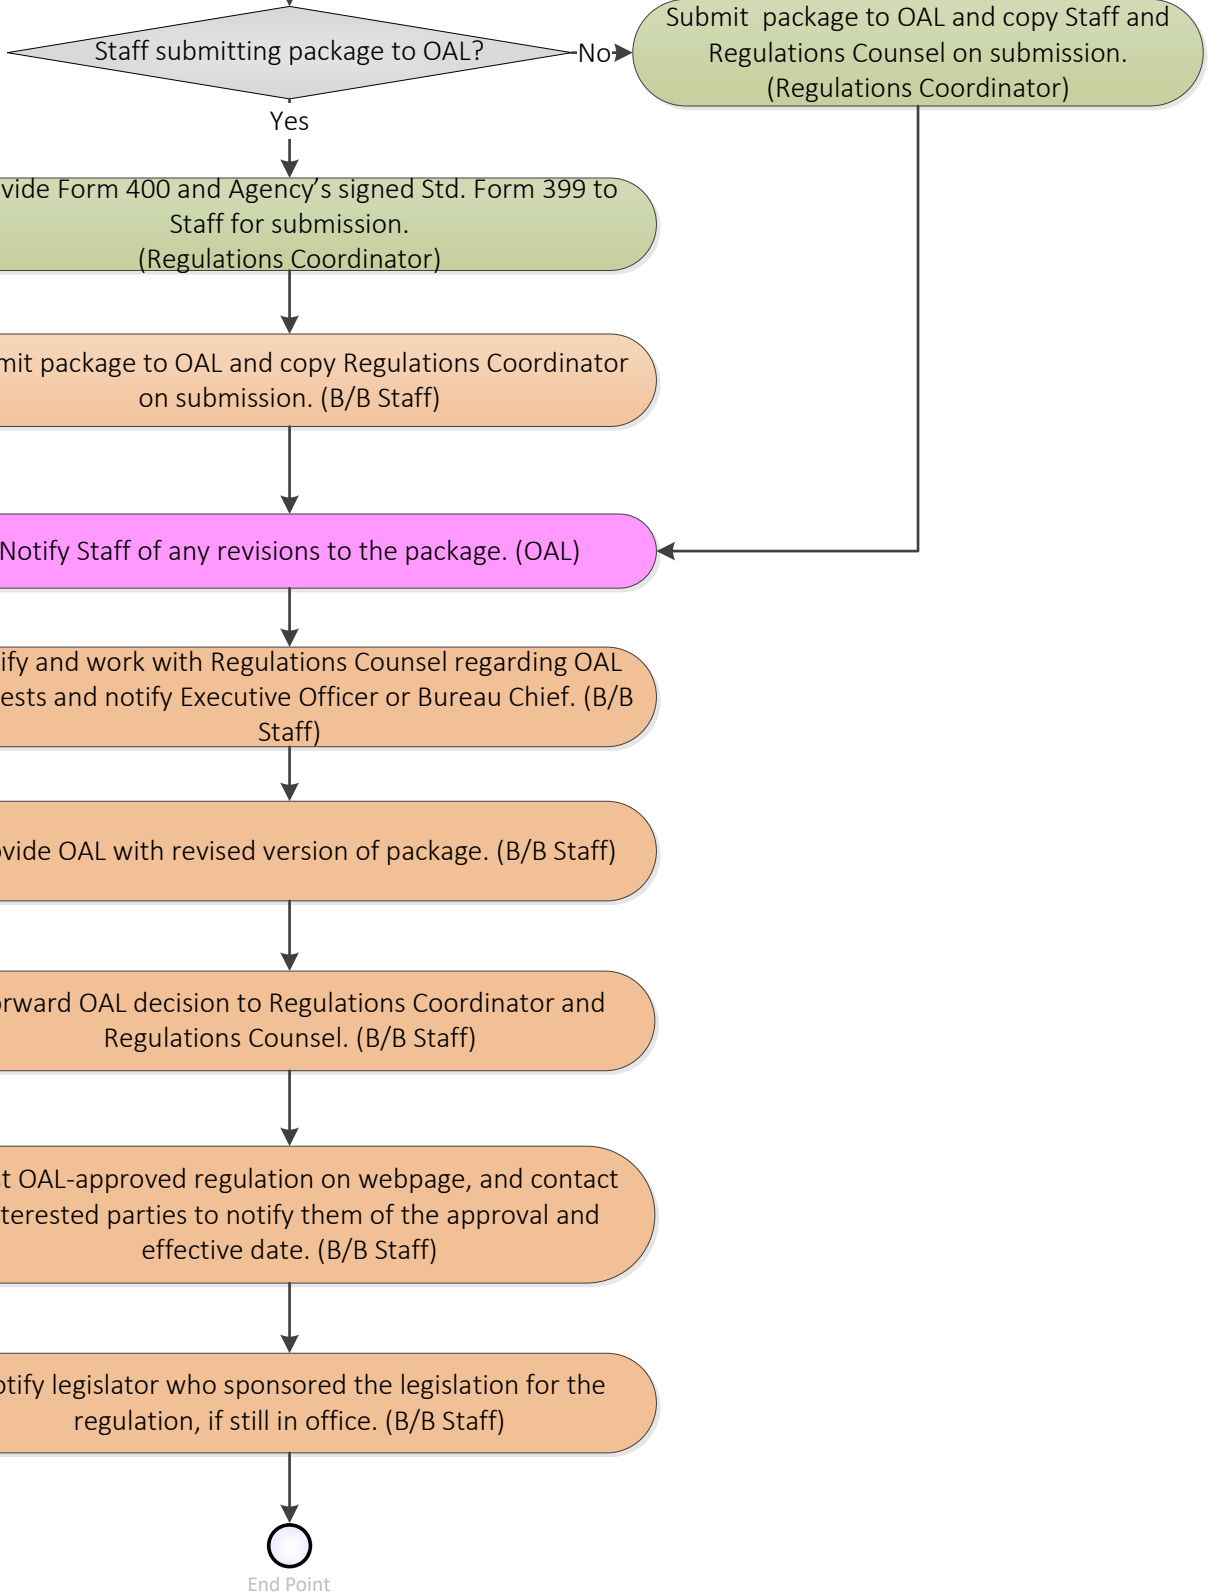 Staff submitting package to OAL?
No
Submit package to OAL and copy Staff and
Regulations Counsel on submission.
(Regulations Coordinator)
Yes
vide Form 400 and Agency’s signed Std. Form 399 to
Staff for submission.
(Regulations Coordinator)
mit package to OAL and copy Regulations Coordinator
on submission. (B/B Staff)
Notify Staff of any revisions to the package. (OAL)
ify and work with Regulations Counsel regarding OAL
ests and notify Executive Officer or Bureau Chief. (B/B
Staff)
ovide OAL with revised version of package. (B/B Staff)
orward OAL decision to Regulations Coordinator and
Regulations Counsel. (B/B Staff)
t OAL-approved regulation on webpage, and contact
terested parties to notify them of the approval and
effective date. (B/B Staff)
otify legislator who sponsored the legislation for the
regulation, if still in office. (B/B Staff)
End Point